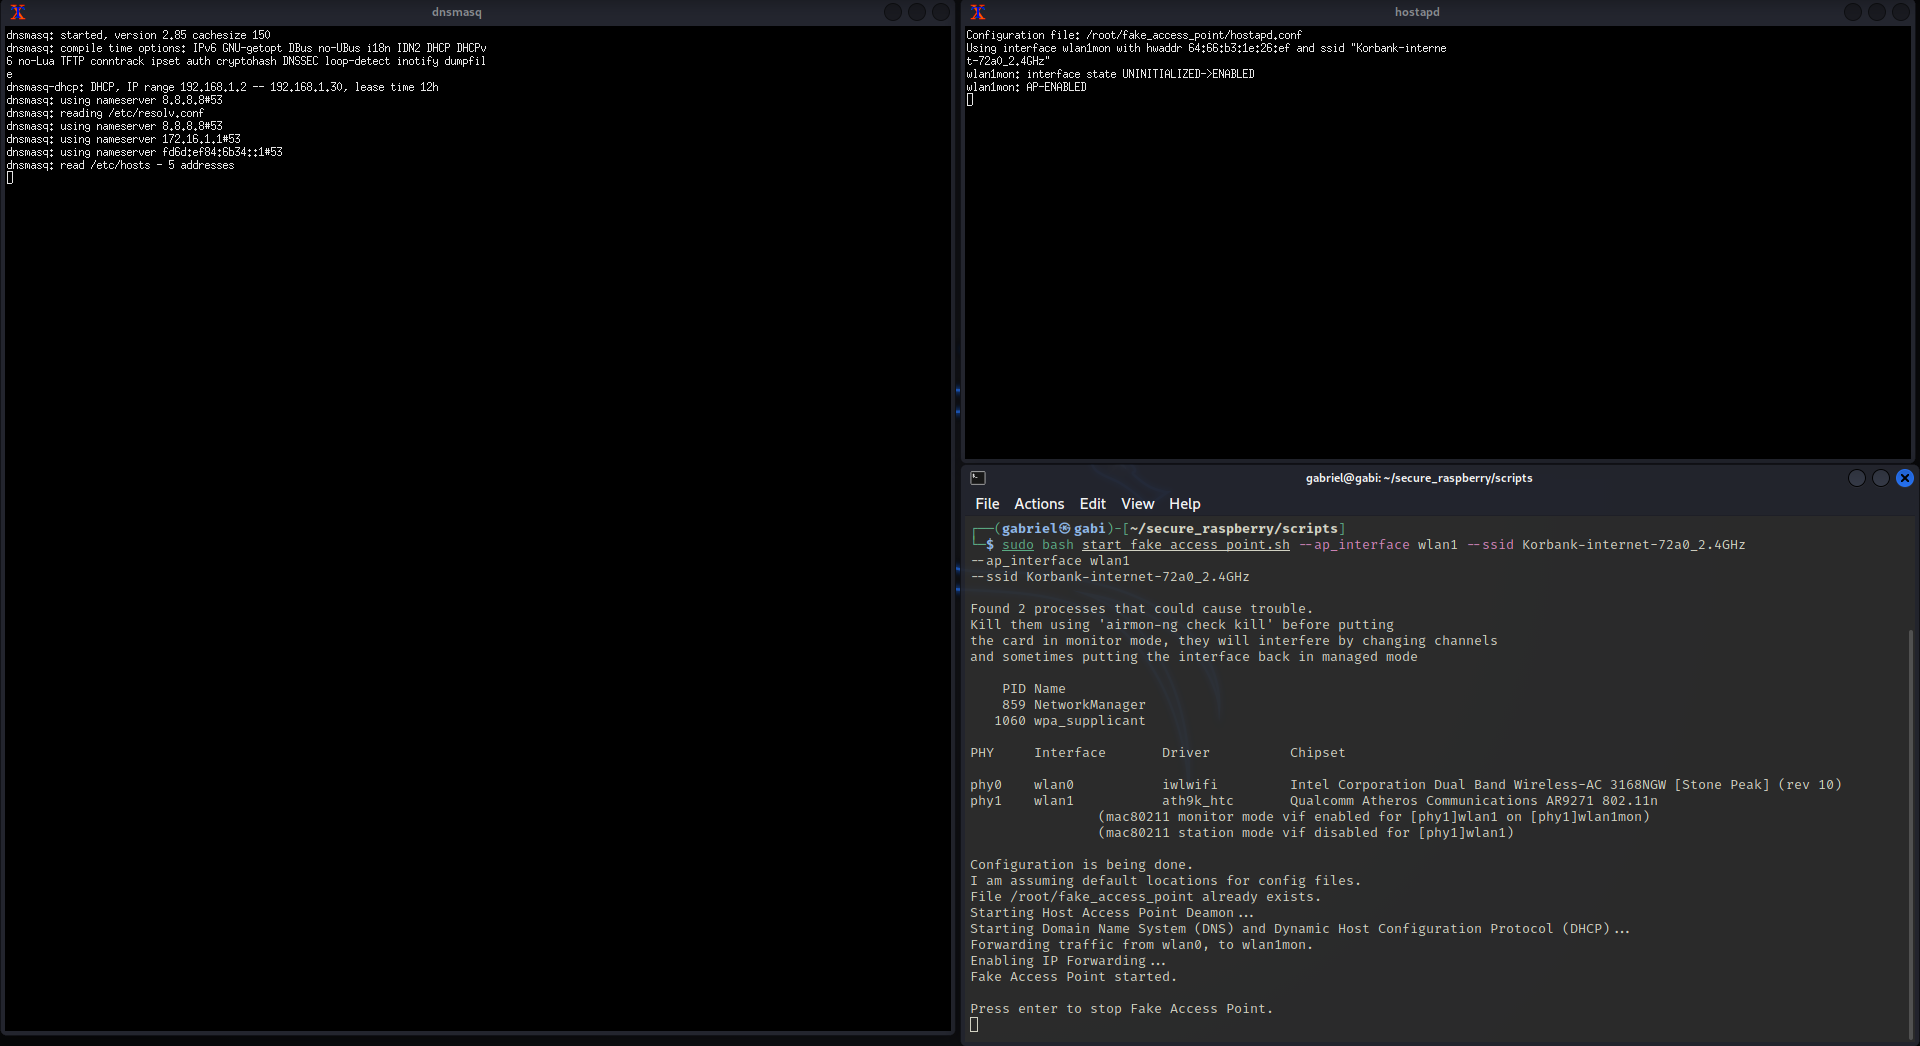 dnsmasq
dnsmasq: started, version 2.85 cachesize 150
dnsmasq: compile time options: IPv6 GNU-getopt DBus no-UBus i18n IDN2 DHCP DHCPv
6 no-Lua TFTP conntrack ipset auth cryptohash DNSSEC loop-detect inotify dumpfil
e
dnsmasq-dhcp: DHCP, IP range 192.168.1.2 -- 192.168.1.30, lease time 12h
dnsmasq: using nameserver 8.8.8.8#53
dnsmasq: reading /etc/resolv.conf
dnsmasq: using nameserver 8.8.8.8#53
dnsmasq: using nameserver 172.16.1.1#53
dnsmasq: using nameserver fd6d:ef84:6b34::1#53
dnsmasq: read /etc/hosts - 5 addresses
hostapd
Configuration file: /root/fake_access_point/hostapd.conf
Using interface wlan1mon with hwaddr 64:66:b3:1e:26:ef and ssid "Korbank-interne
t-72a0_2.4GHz"
wlan1mon: interface state UNINITIALIZED->ENABLED
wlan1mon: AP-ENABLED
gabriel@gabi: ~/secure_raspberry/scripts
File Actions Edit View Help
┌──(gabriel㉿gabi)-[~/secure_raspberry/scripts]
└─$ sudo bash start_fake_access_point.sh --ap_interface wlan1 --ssid Korbank-internet-72a0_2.4GHz
--ap_interface wlan1
--ssid Korbank-internet-72a0_2.4GHz
Found 2 processes that could cause trouble.
Kill them using 'airmon-ng check kill' before putting
the card in monitor mode, they will interfere by changing channels
and sometimes putting the interface back in managed mode
PID Name
859 NetworkManager
1060 wpa_supplicant
PHY Interface Driver Chipset
phy0 wlan0 iwlwifi Intel Corporation Dual Band Wireless-AC 3168NGW [Stone Peak] (rev 10)
phy1 wlan1 ath9k_htc Qualcomm Atheros Communications AR9271 802.11n
(mac80211 monitor mode vif enabled for [phy1]wlan1 on [phy1]wlan1mon)
(mac80211 station mode vif disabled for [phy1]wlan1)
Configuration is being done.
I am assuming default locations for config files.
File /root/fake_access_point already exists.
Starting Host Access Point Deamon...
Starting Domain Name System (DNS) and Dynamic Host Configuration Protocol (DHCP)...
Forwarding traffic from wlan0, to wlan1mon.
Enabling IP Forwarding...
Fake Access Point started.
Press enter to stop Fake Access Point.